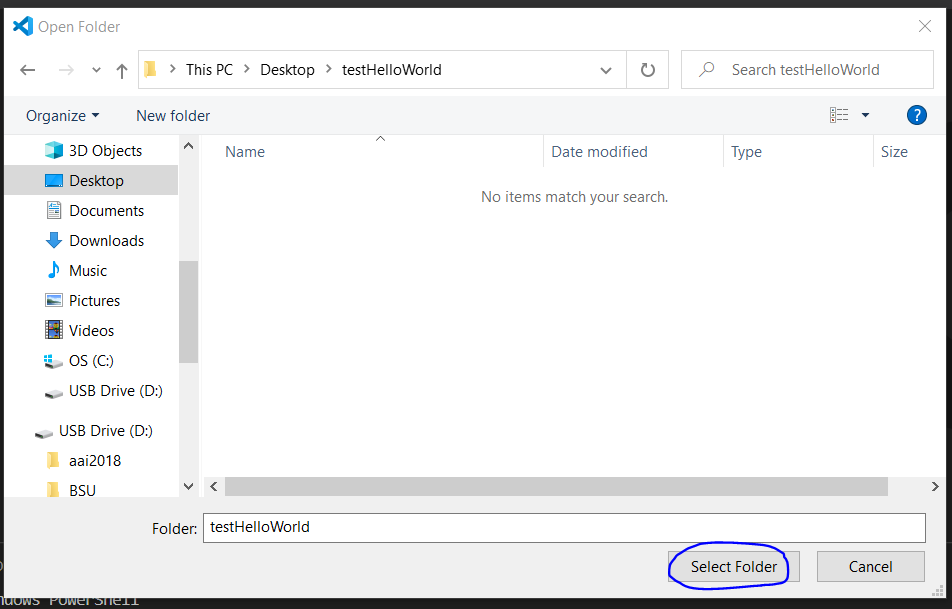 Open Folder
This PC > Desktop > testHelloWorld
Search testHelloWorld
Organize
New folder
?
Name
Date modified
Type
Size
3D Objects
Desktop
Documents
Downloads
Music
Pictures
Videos
OS (C:)
USB Drive (D:)
USB Drive (D:)
aai2018
BSU
No items match your search.
Folder: testHelloWorld
Select Folder
Cancel
PowerShell